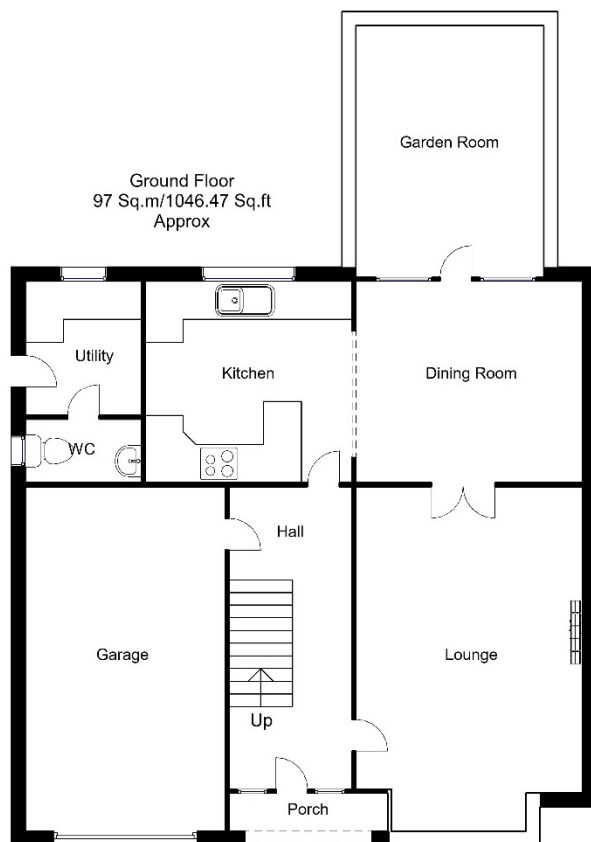 Garden Room
Ground Floor
97 Sq.m/1046.47 Sq.ft
Approx
Utility
Kitchen
Dining Room
WC
Hall
Garage
Lounge
Up
Porch